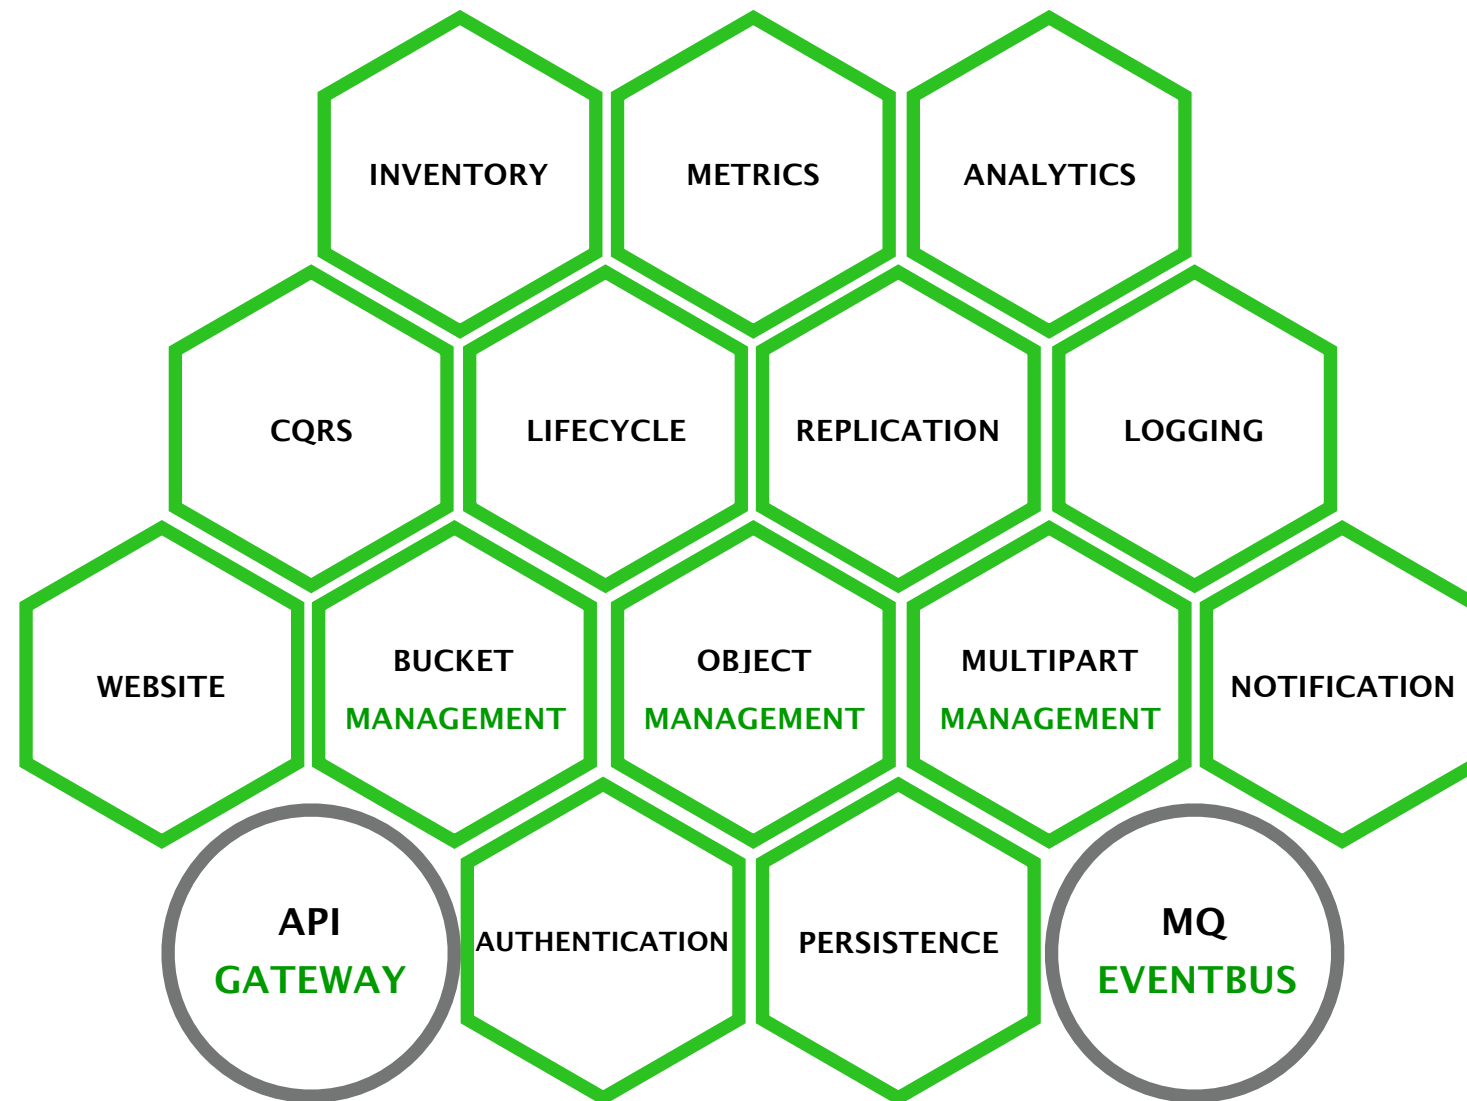 INVENTORY
METRICS
ANALYTICS
CQRS
LIFECYCLE
REPLICATION
LOGGING
WEBSITE
BUCKET
MANAGEMENT
OBJECT
MANAGEMENT
MULTIPART
MANAGEMENT
NOTIFICATION
API
GATEWAY
AUTHENTICATION
PERSISTENCE
MQ
EVENTBUS